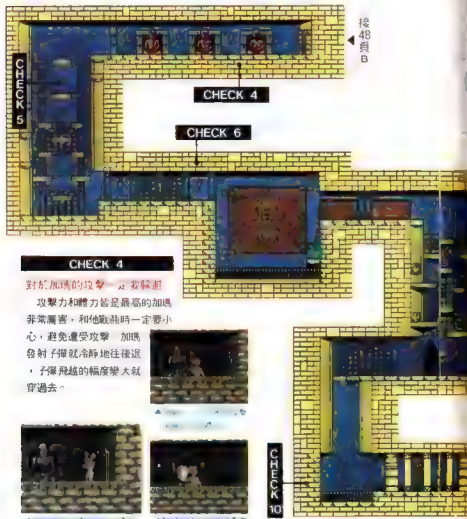 接48頁B
CHECK 5
CHECK 4
CHECK 6
CHECK 4
對於加瑪的攻擊一定要躲避
攻擊力和體力皆是最高的加瑪
非常厲害,和他戰鬥時一定要小
心,避免遭受攻擊 加瑪
發射子彈就冷靜地往後退
,子彈飛越的幅度變大就
穿過去。
CHECK 10